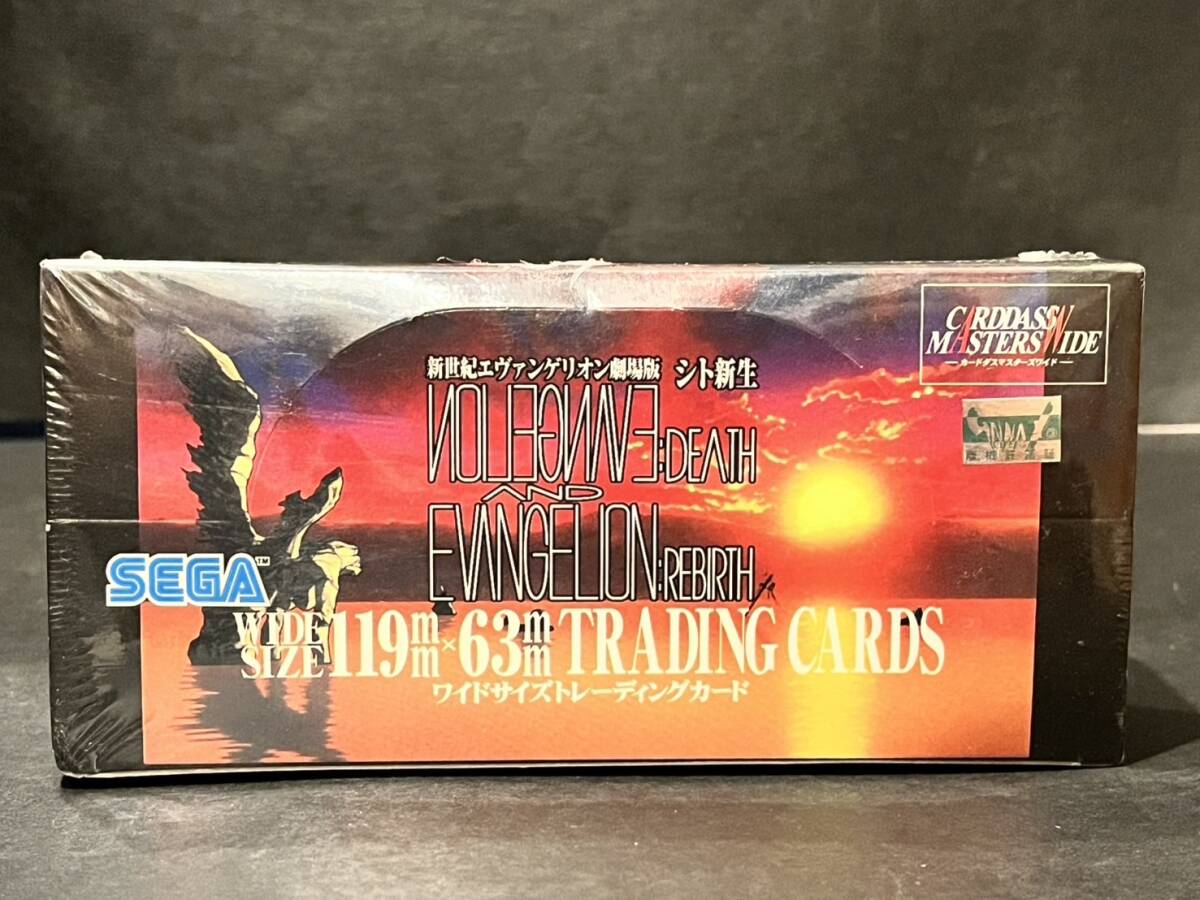 CARDDASS
MASTERS WIDE
カードダスマスターズワイド
新世紀エヴァンゲリオン劇場版 シト新生
EVANGELION:DEATH
AND
EVANGELION:REBIRTH
SEGA™
WIDE SIZE 119mm×63mm TRADING CARDS
ワイドサイズトレーディングカード